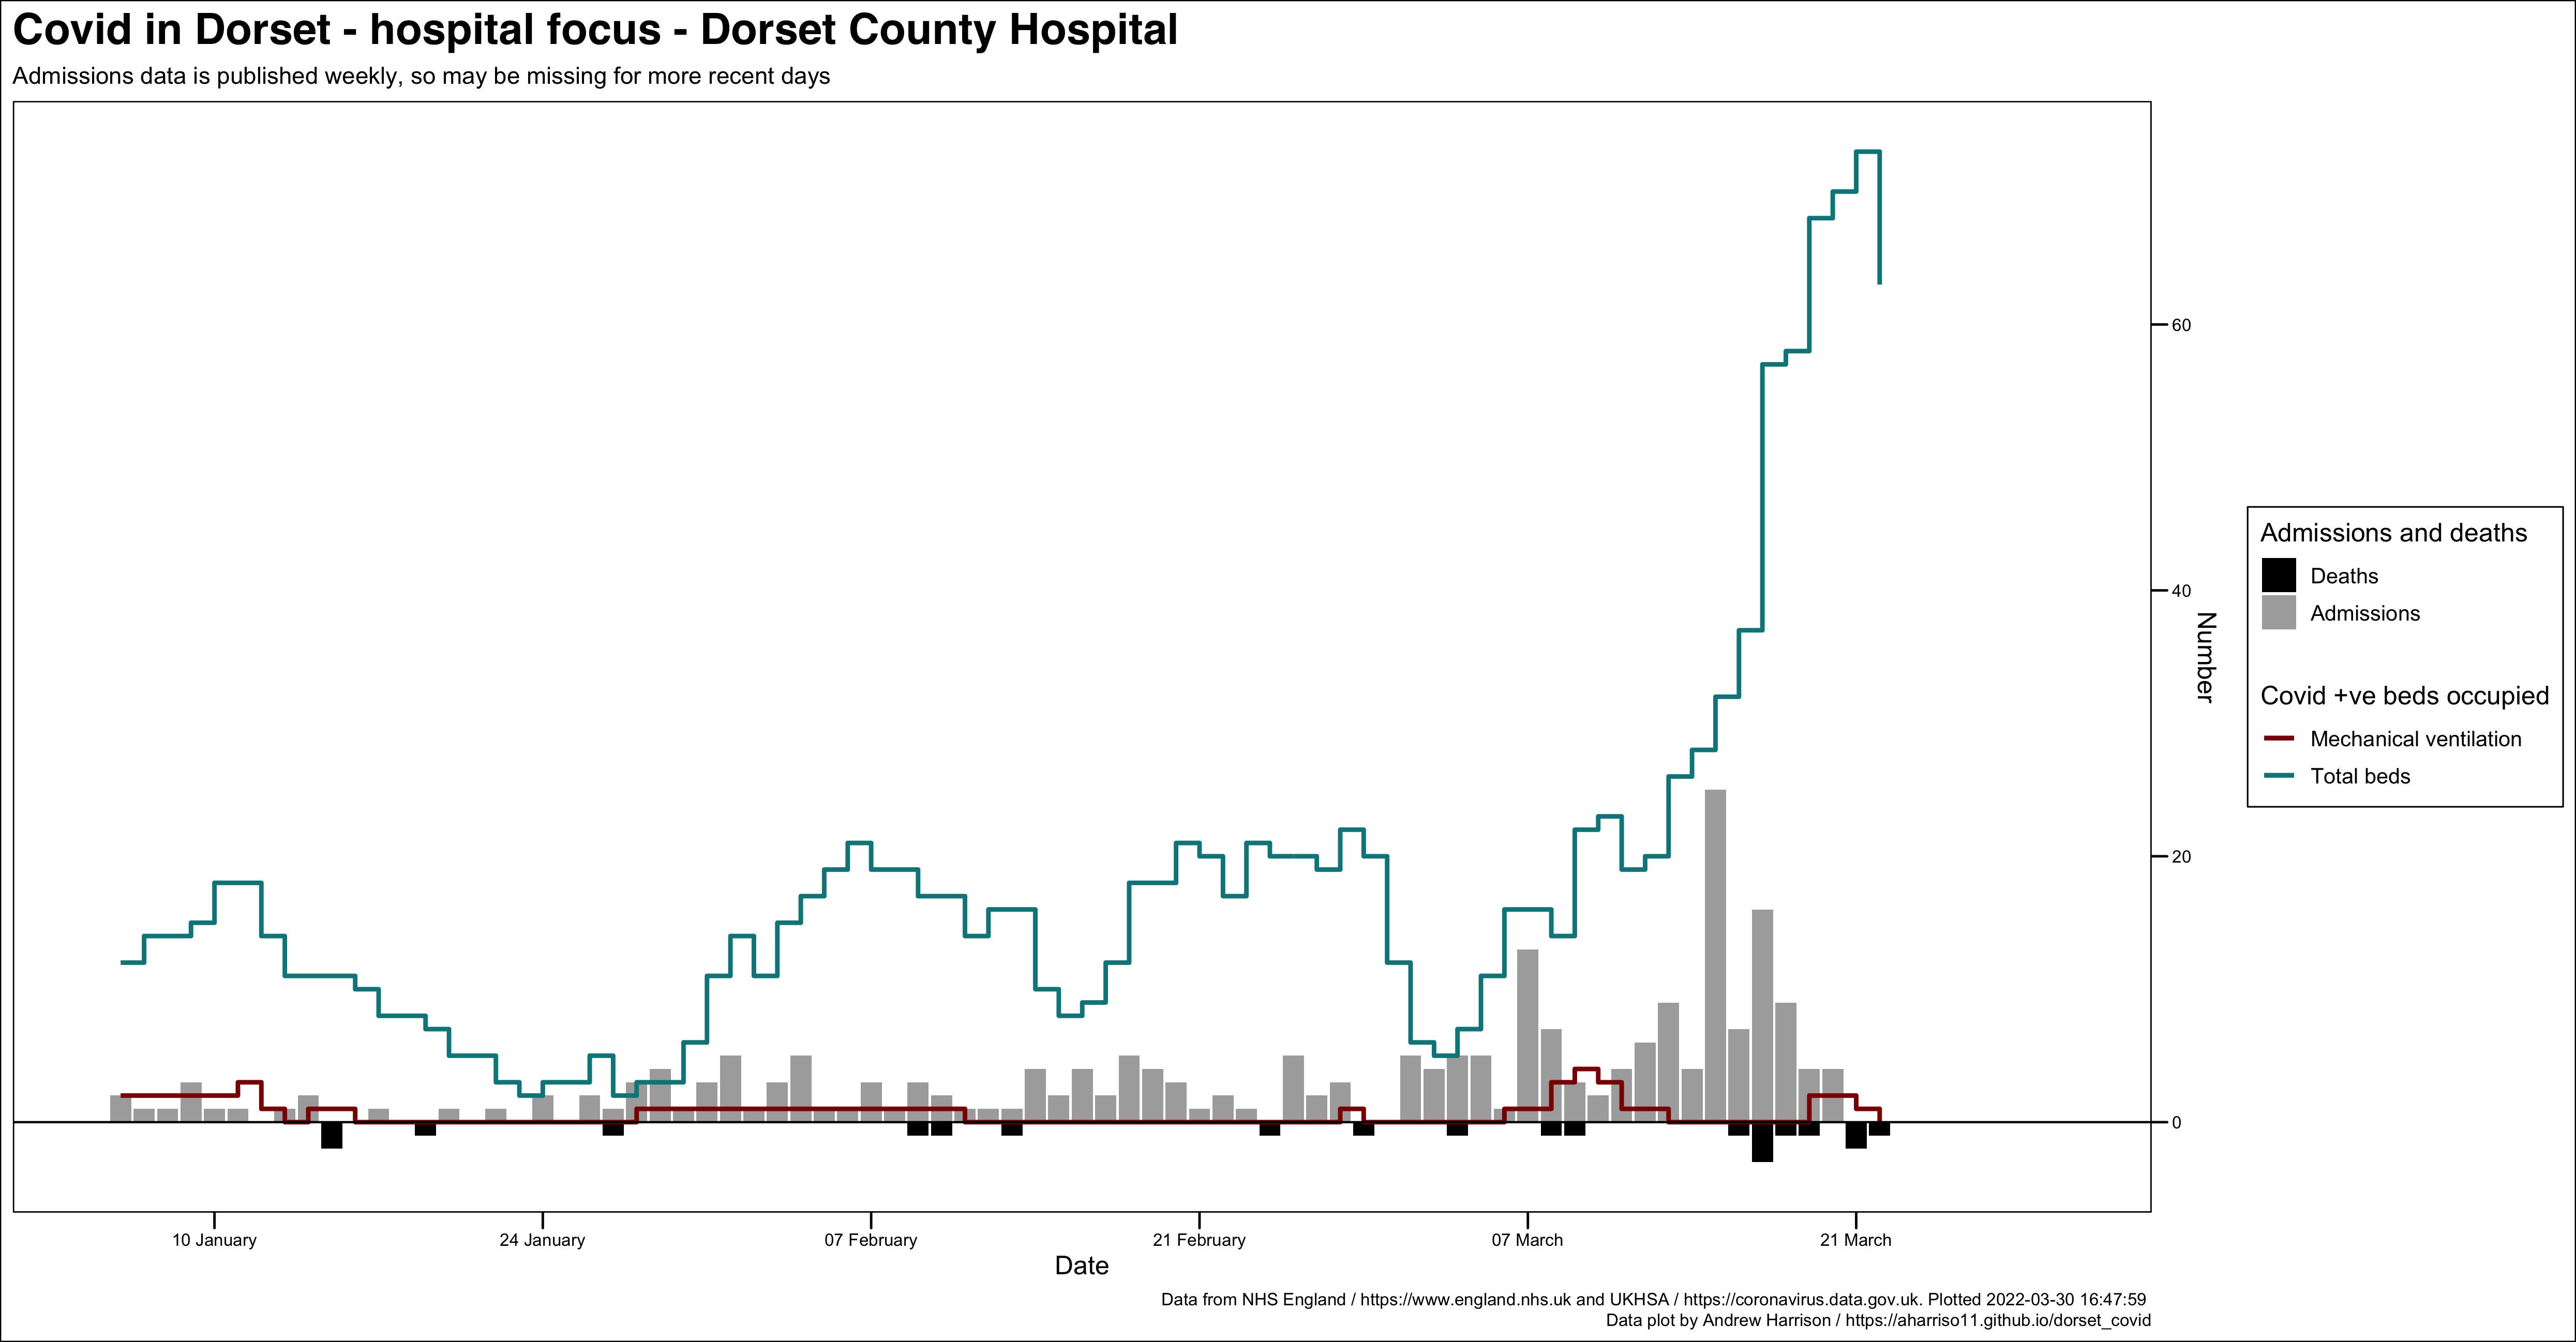 Covid in Dorset - hospital focus - Dorset County Hospital
Admissions data is published weekly, so may be missing for more recent days
60
40
20
0
Number
Admissions and deaths
Deaths
Admissions
Covid +ve beds occupied
Mechanical ventilation
Total beds
10 January
24 January
07 February
21 February
07 March
21 March
Date
Data from NHS England / https://www.england.nhs.uk and UKHSA / https://coronavirus.data.gov.uk. Plotted 2022-03-30 16:47:59
Data plot by Andrew Harrison / https://aharriso11.github.io/dorset_covid